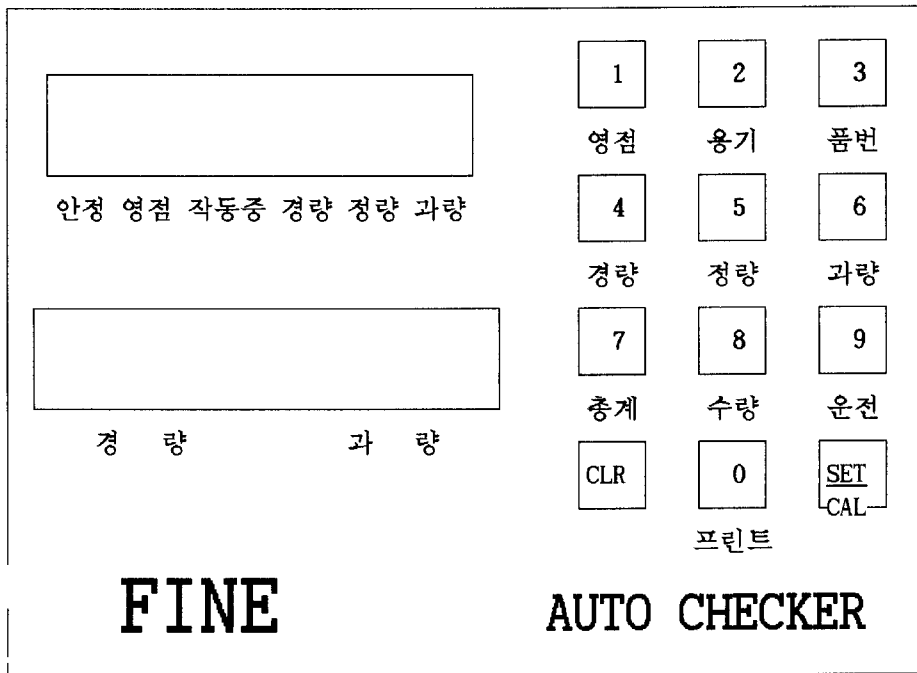 1 2 3
영점 용기 품번
안정 영점 작동중 경량 정량 과량
4 5 6
경량 정량 과량
7 8 9
총계 수량 운전
경 량 과 량
CLR 0 SET
CAL
프린트
FINE AUTO CHECKER